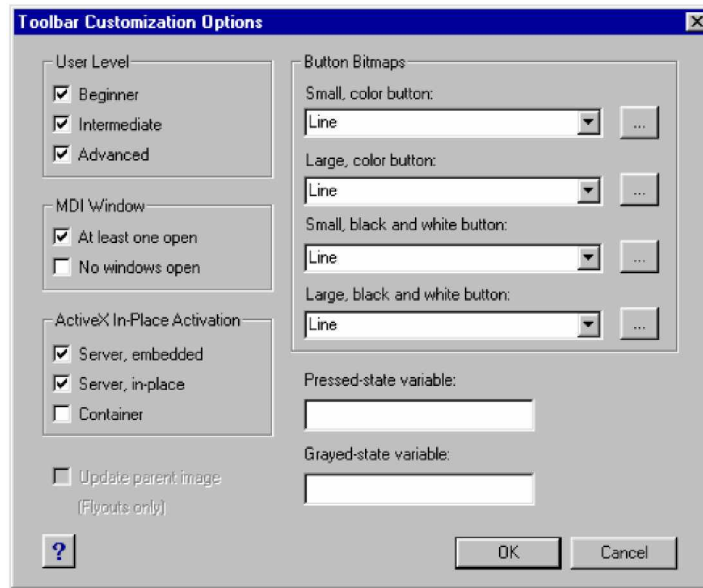 Toolbar Customization Options
User Level
Beginner
Intermediate
Advanced
MDI Window
At least one open
No windows open
ActiveX In-Place Activation
Server, embedded
Server, in-place
Container
Update parent image
(Flyouts only)
Button Bitmaps
Small, color button:
Line
...
Large, color button:
Line
...
Small, black and white button:
Line
...
Large, black and white button:
Line
...
Pressed-state variable:
Grayed-state variable:
?
OK
Cancel